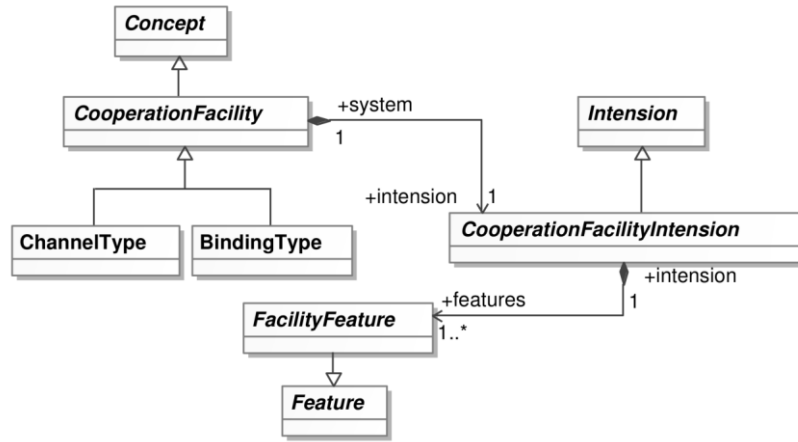 Concept
CooperationFacility
+system
1
Intension
+intension
1
ChannelType
BindingType
CooperationFacilityIntension
+intension
1
+features
1..*
FacilityFeature
Feature